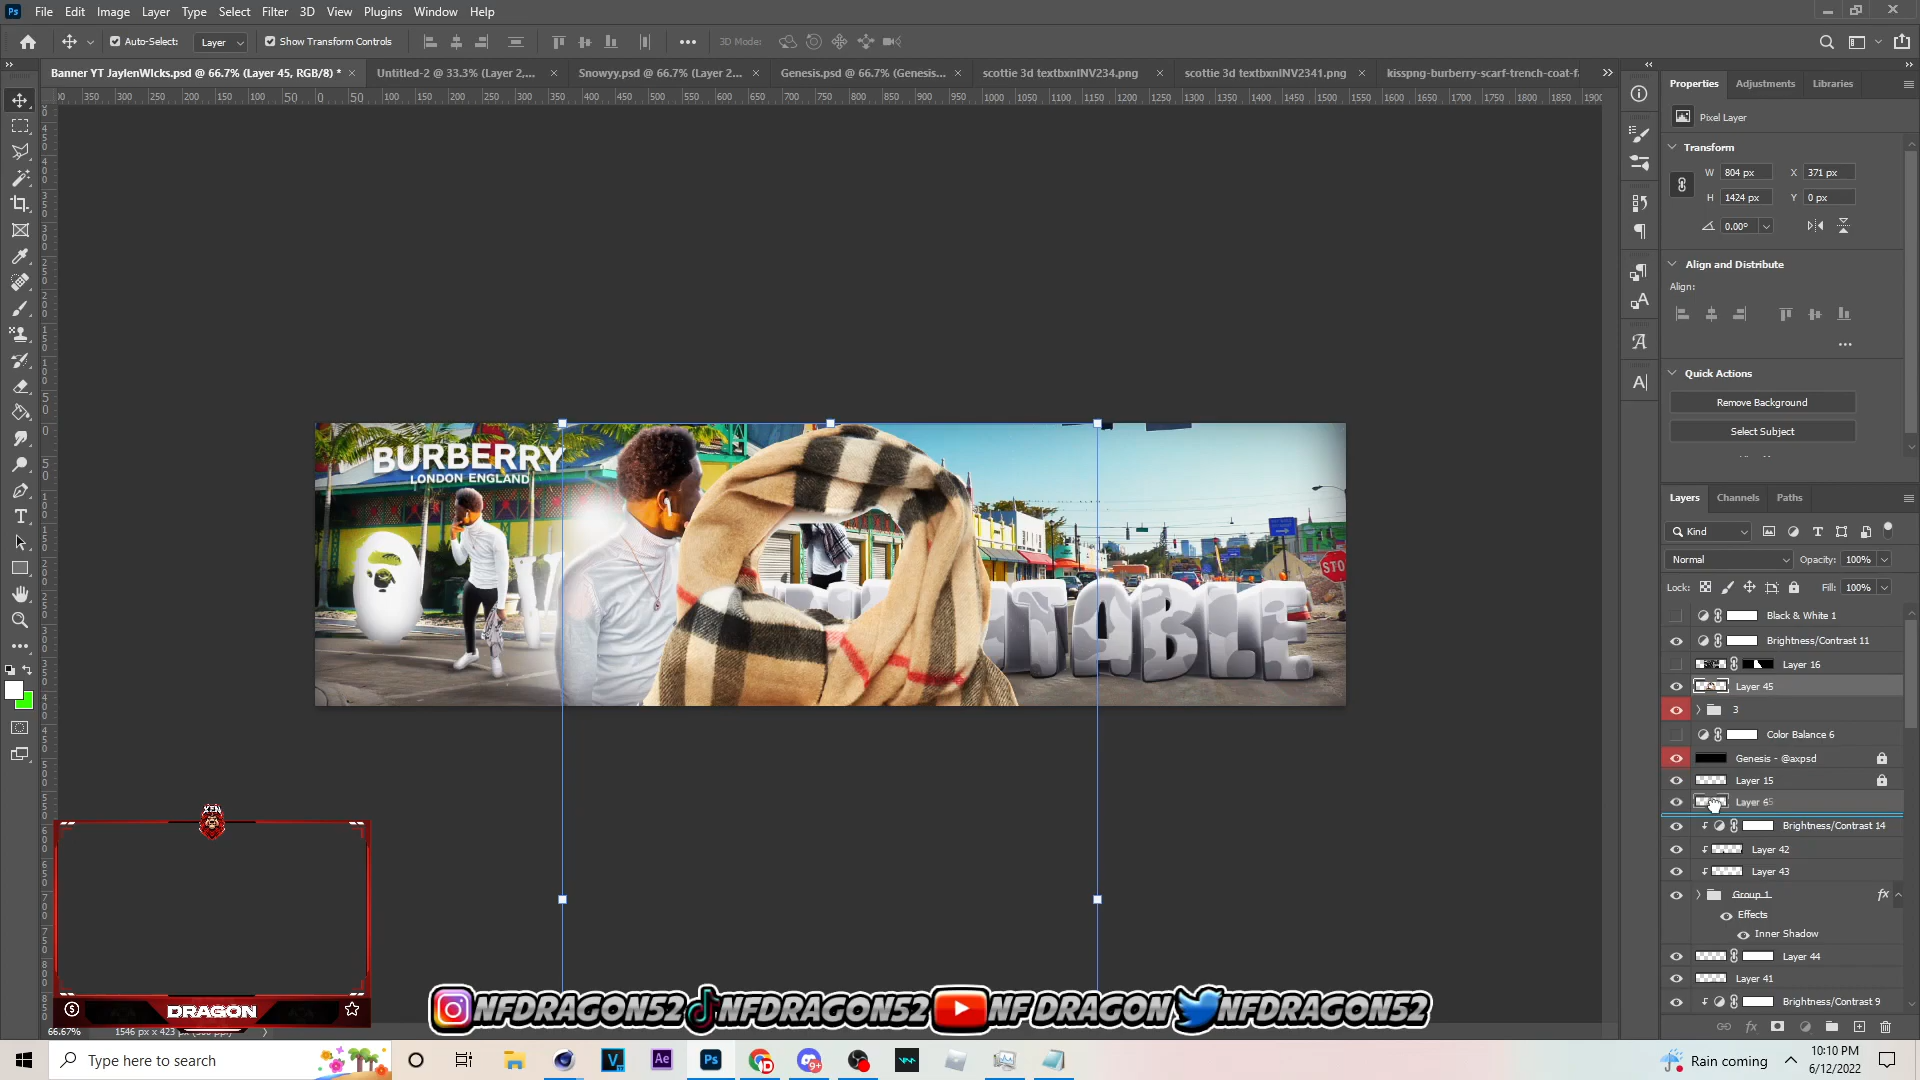 File Edit Image Layer Type Select Filter 3D View Plugins Window Help
Auto-Select: Layer Show Transform Controls 3D Mode:
Banner YT JaylenWIcks.psd @ 66.7% (Layer 45, RGB/8) * Untitled-2 @ 33.3% (Layer 2,... Snowyy.psd @ 66.7% (Layer 2... Genesis.psd @ 66.7% (Genesis... scottie 3d textbxnINV234.png scottie 3d textbxnINV2341.png kisspng-burberry-scarf-trench-coat-f
Properties Adjustments Libraries
Pixel Layer
Transform
W 804 px X 371 px
H 1424 px Y 0 px
0.00°
Align and Distribute
Align:
Quick Actions
Remove Background
Select Subject
Layers Channels Paths
Kind
Normal Opacity: 100%
Lock: Fill: 100%
Black & White 1
Brightness/Contrast 11
Layer 16
Layer 45
3
Color Balance 6
Genesis - @axpsd
Layer 15
Brightness/Contrast 14
Layer 42
Layer 43
Group 1
Effects
Inner Shadow
Layer 44
Layer 41
Brightness/Contrast 9
BURBERRY
LONDON ENGLAND
TABLE
STO
XEN
DRAGON
NFDRAGON52 NFDRAGON52 NF DRAGON NFDRAGON52
66.67%
Type here to search
Rain coming
10:10 PM
6/12/2022